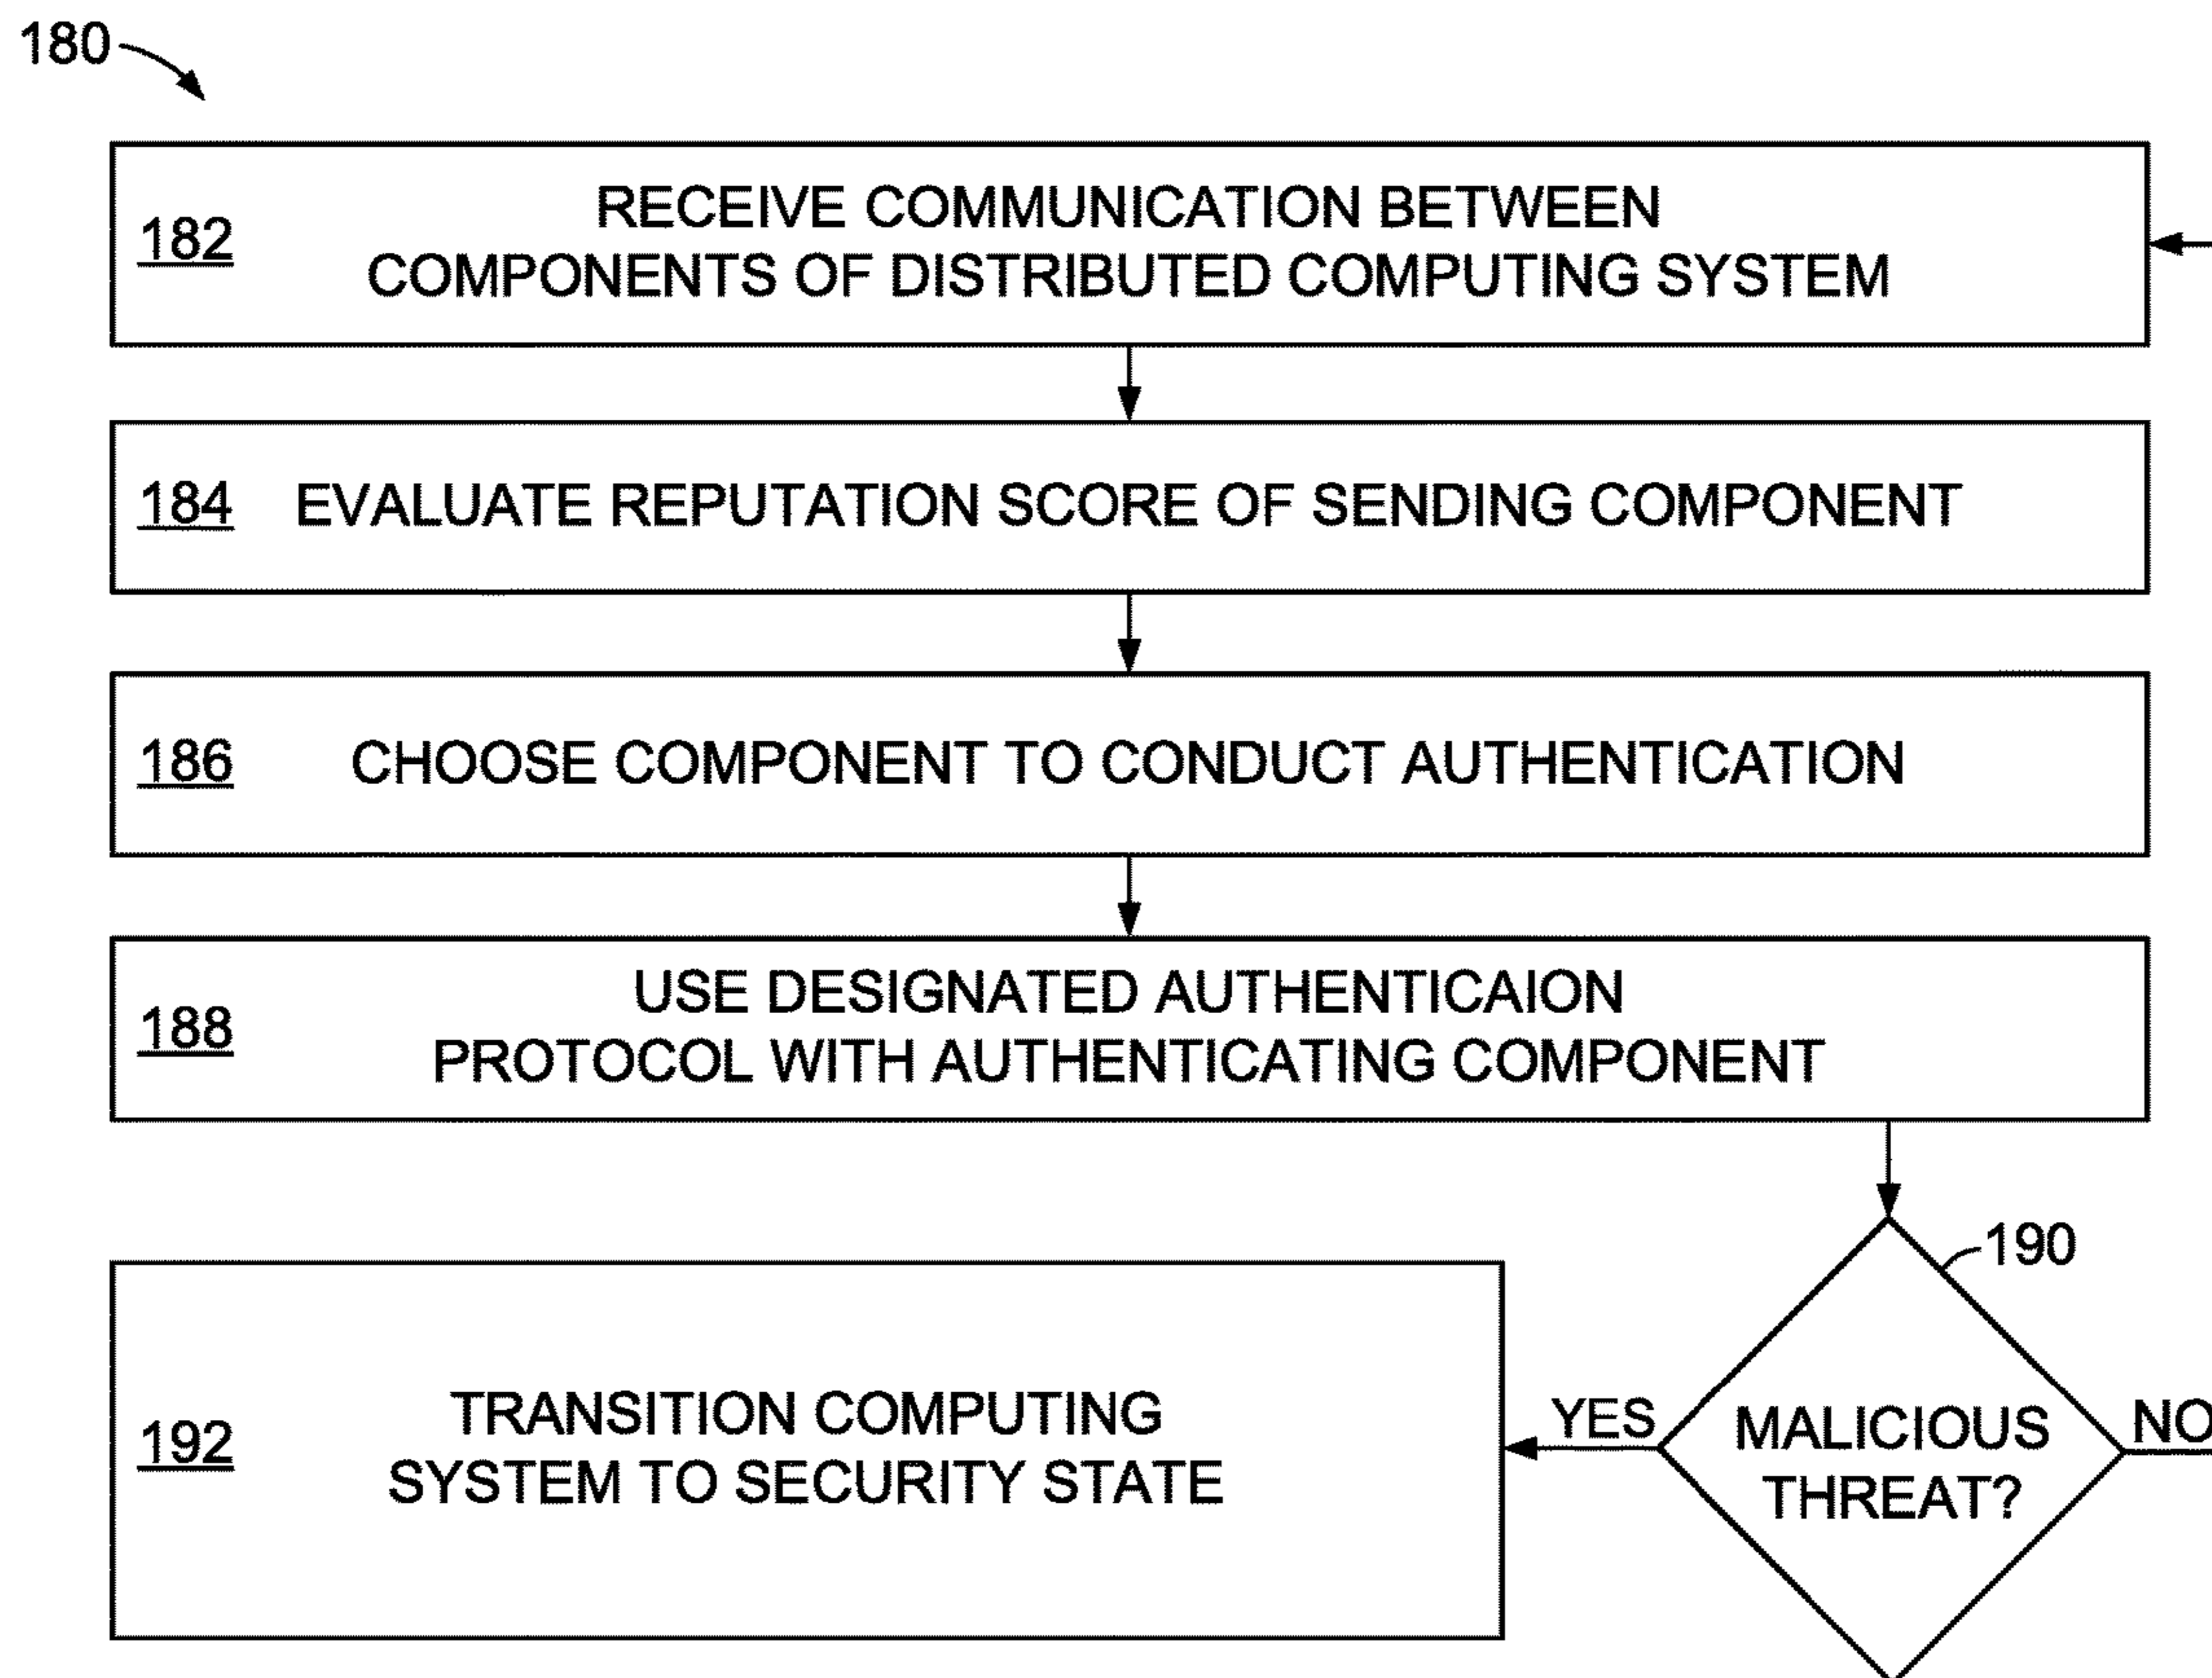 180
182
RECEIVE COMMUNICATION BETWEEN
COMPONENTS OF DISTRIBUTED COMPUTING SYSTEM
184
EVALUATE REPUTATION SCORE OF SENDING COMPONENT
186
CHOOSE COMPONENT TO CONDUCT AUTHENTICATION
188
USE DESIGNATED AUTHENTICAION
PROTOCOL WITH AUTHENTICATING COMPONENT
190
MALICIOUS
THREAT?
YES
NO
192
TRANSITION COMPUTING
SYSTEM TO SECURITY STATE